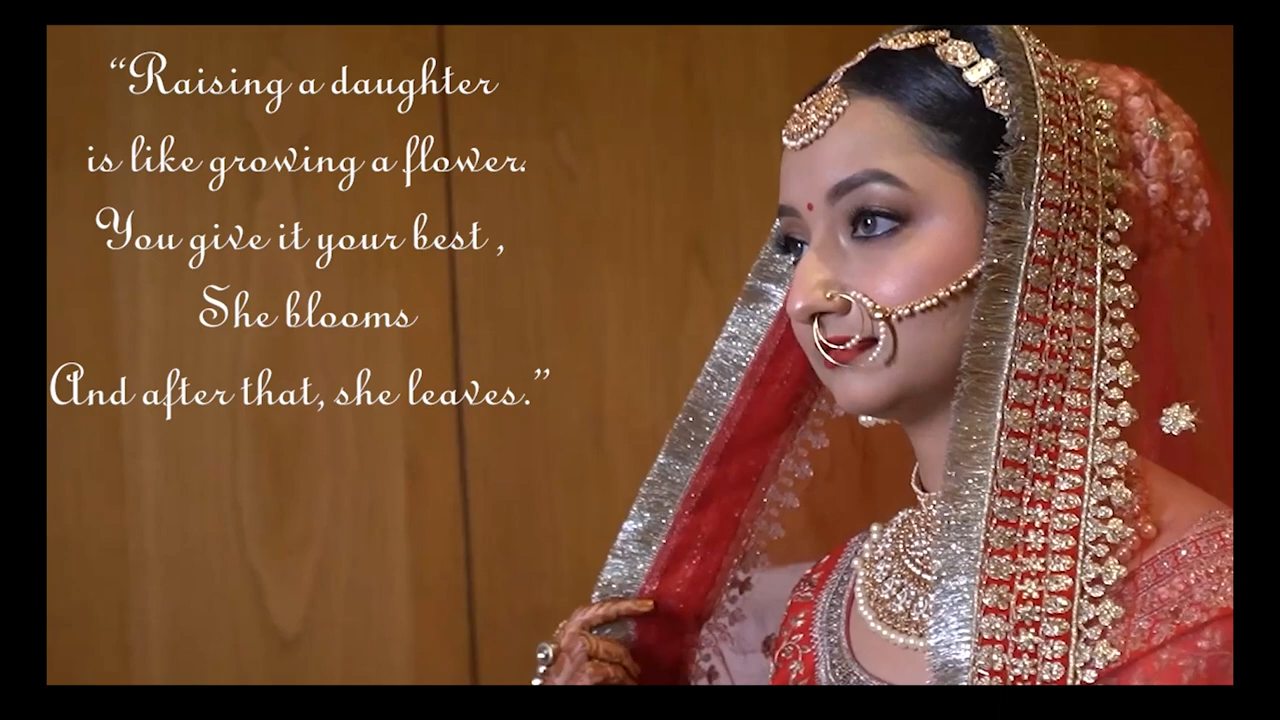 “Raising a daughter
is like growing a flower.
You give it your best ,
She blooms
And after that, she leaves.”